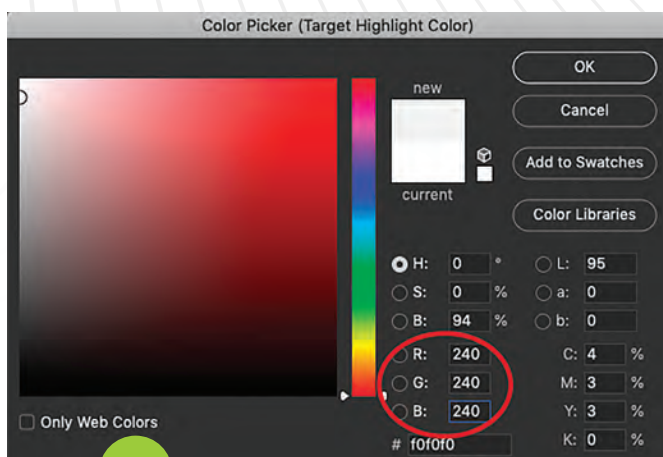 Color Picker (Target Highlight Color)
new
current
OK
Cancel
Add to Swatches
Color Libraries
H: 0 °
S: 0 %
B: 94 %
R: 240
G: 240
B: 240
# f0f0f0
L: 95
a: 0
b: 0
C: 4 %
M: 3 %
Y: 3 %
K: 0 %
Only Web Colors